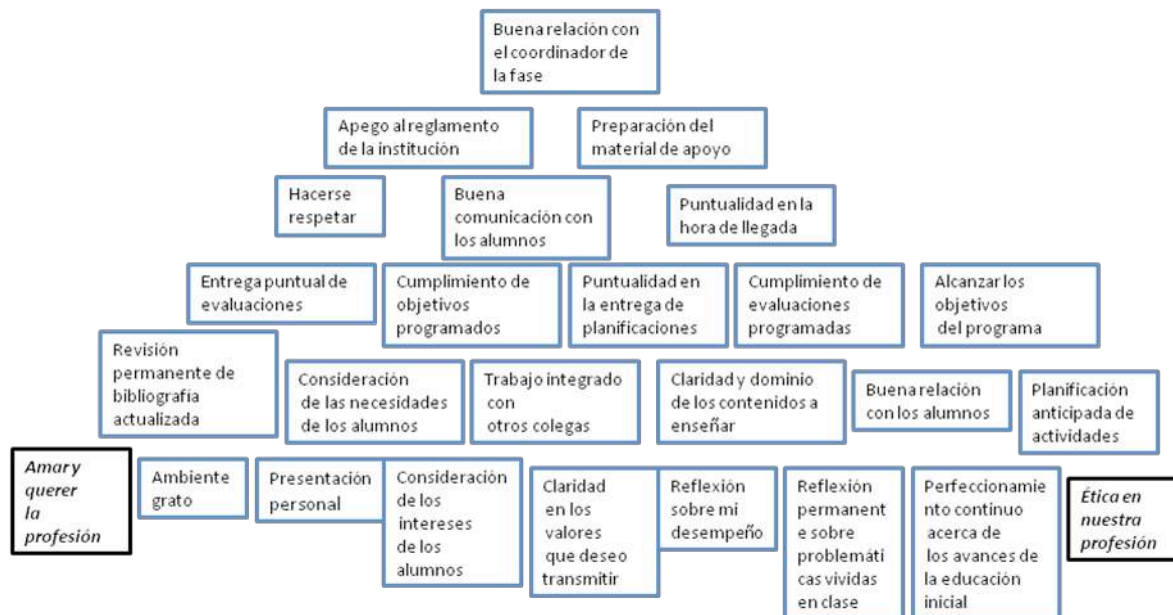 Buena relación con
el coordinador de
la fase
Apego al reglamento
de la institución
Preparación del
material de apoyo
Hacerse
respetar
Buena
comunicación con
los alumnos
Puntualidad en la
hora de llegada
Entrega puntual de
evaluaciones
Cumplimiento de
objetivos
programados
Puntualidad en
la entrega de
planificaciones
Cumplimiento de
evaluaciones
programadas
Alcanzar los
objetivos
del programa
Revisión
permanente de
bibliografía
actualizada
Consideración
de las necesidades
de los alumnos
Trabajo integrado
con
otros colegas
Claridad y dominio
de los contenidos a
enseñar
Buena relación
con los alumnos
Planificación
anticipada de
actividades
Amar y
querer
la
profesión
Ambiente
grato
Presentación
personal
Consideración
de los
intereses
de los
alumnos
Claridad
en los
valores
que deseo
transmitir
Reflexión
sobre mi
desempeño
Reflexión
permanent
e sobre
problemáti
cas vividas
en clase
Perfeccionamie
nto continuo
acerca de
los avances de
la educación
inicial
Ética en
nuestra
profesión